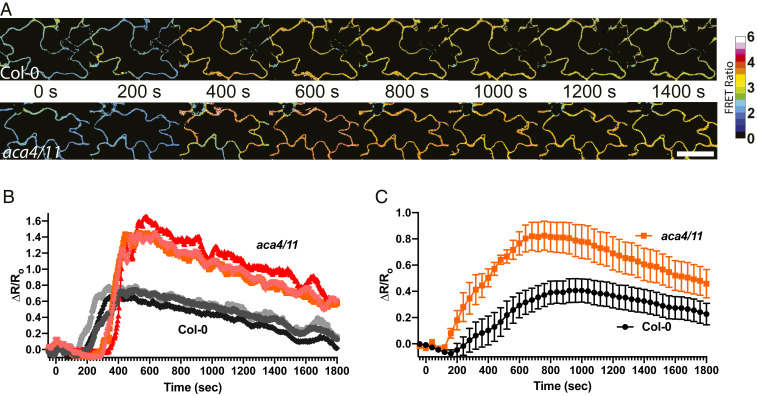 A
Col-0
0 s 200 s 400 s 600 s 800 s 1000 s 1200 s 1400 s
aca4/11
6
5
4
3
2
1
0
FRET Ratio
B
1.6
1.4
1.2
1.0
0.8
0.6
0.4
0.2
0.0
ΔR/Ro
aca4/11
Col-0
0 200 400 600 800 1000 1200 1400 1600 1800
Time (sec)
C
1.0
0.8
0.6
0.4
0.2
0.0
ΔR/Ro
aca4/11
Col-0
0 200 400 600 800 1000 1200 1400 1600 1800
Time (sec)